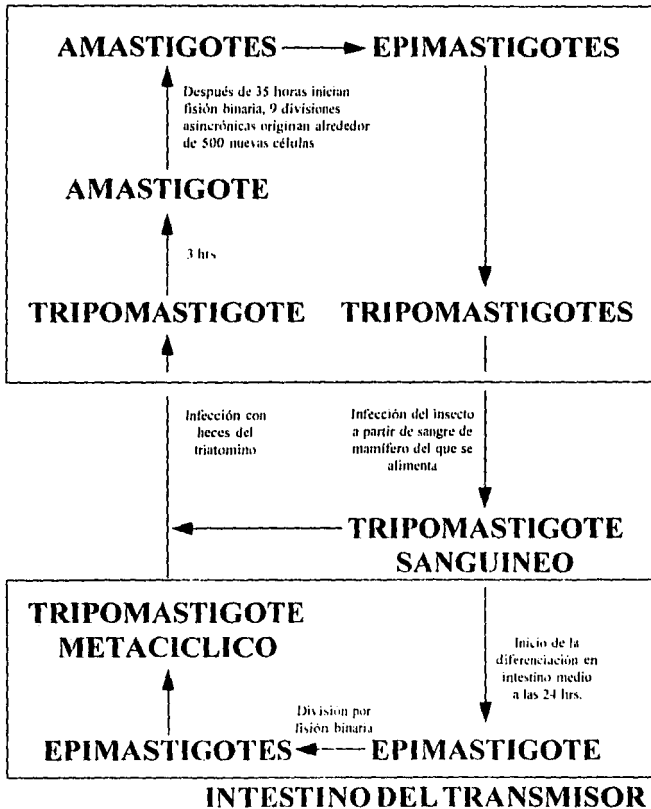 AMASTIGOTES
EPIMASTIGOTES
Después de 35 horas inician
fisión binaria, 9 divisiones
asincrónicas originan alrededor
de 500 nuevas células
AMASTIGOTE
3 hrs
TRIPOMASTIGOTE
TRIPOMASTIGOTES
Infección con
heces del
triatomino
Infección del insecto
a partir de sangre de
mamífero del que se
alimenta
TRIPOMASTIGOTE
SANGUINEO
TRIPOMASTIGOTE
METACICLICO
Inicio de la
diferenciación en
intestino medio
a las 24 hrs.
División por
fisión binaria
EPIMASTIGOTES
EPIMASTIGOTE
INTESTINO DEL TRANSMISOR